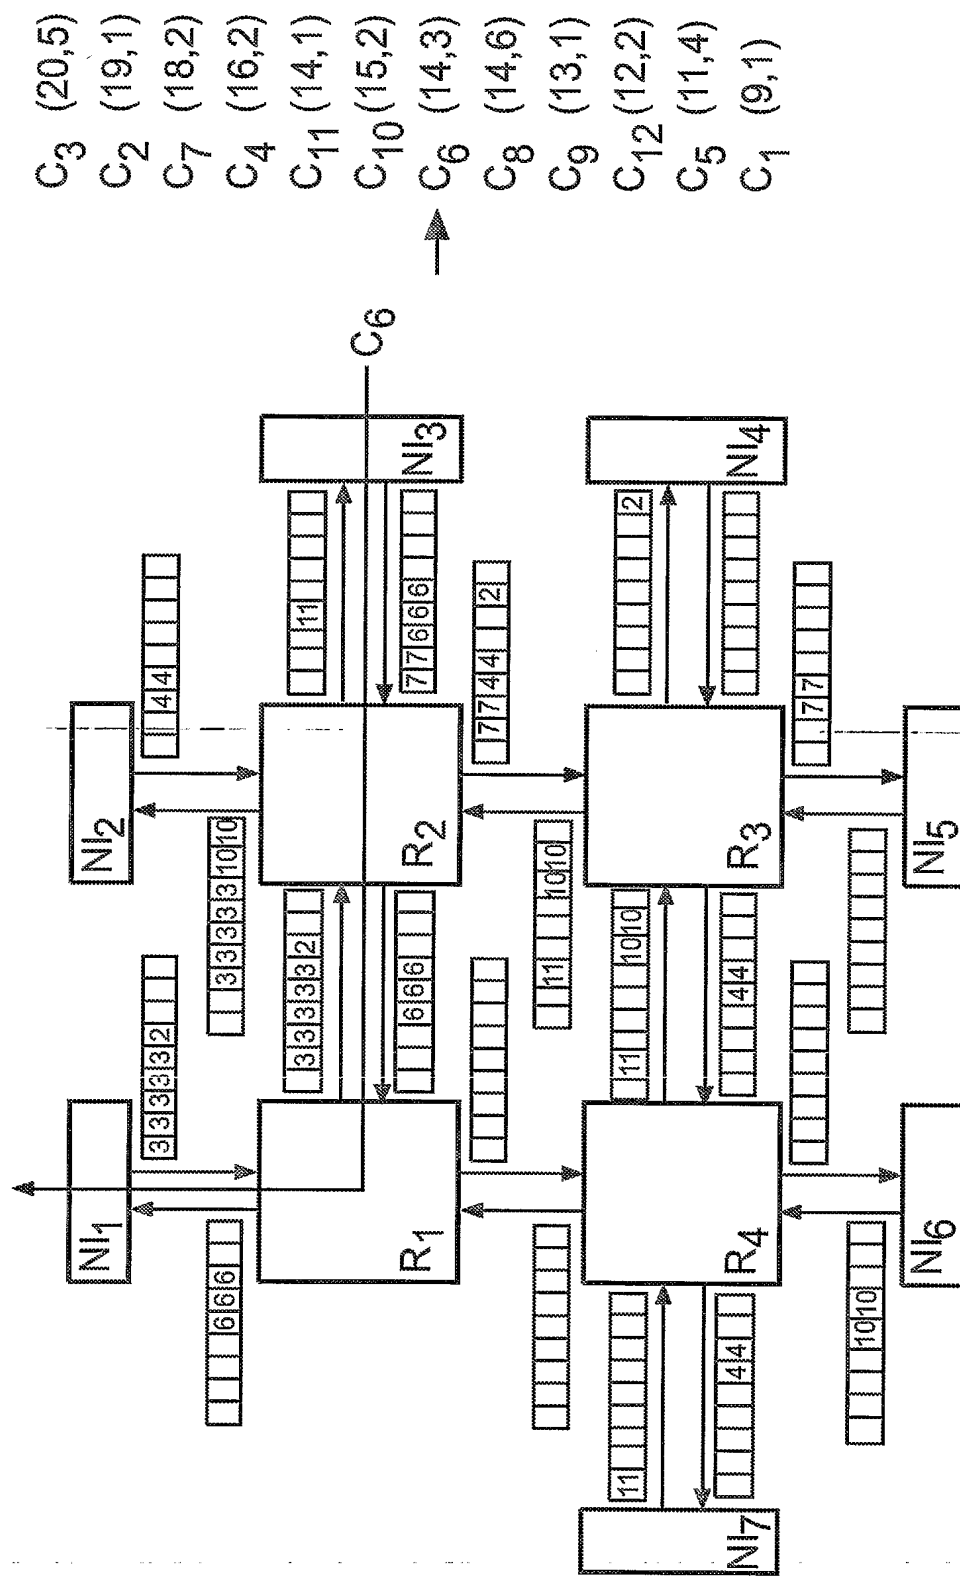 C3 (20,5)
C2 (19,1)
C7 (18,2)
C4 (16,2)
C11 (14,1)
C10 (15,2)
C6 (14,3)
C8 (14,6)
C9 (13,1)
C12 (12,2)
C5 (11,4)
C1 (9,1)
NI1
NI2
3 3 3 3 3 2
4 4
6 6 6
3 3 3 3 3 10 10
3 3 3 3 3 2
11
C6
6 6 6
7 7 6 6 6
R1
R2
NI3
7 7 4 4 2
11 10 10
11
11 10 10
2
4 4
4 4
NI7
R4
R3
NI4
7 7
10 10
NI6
NI5